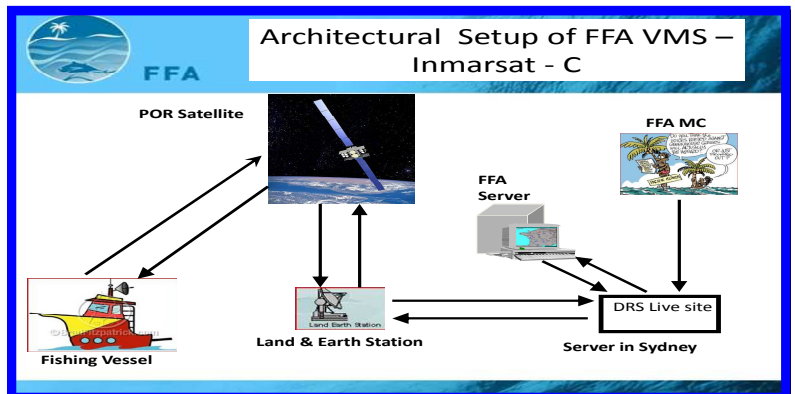 Architectural Setup of FFA VMS –
Inmarsat - C
FFA
POR Satellite
FFA MC
FFA
Server
DRS Live site
Land Earth Station
Land & Earth Station
Server in Sydney
Fishing Vessel